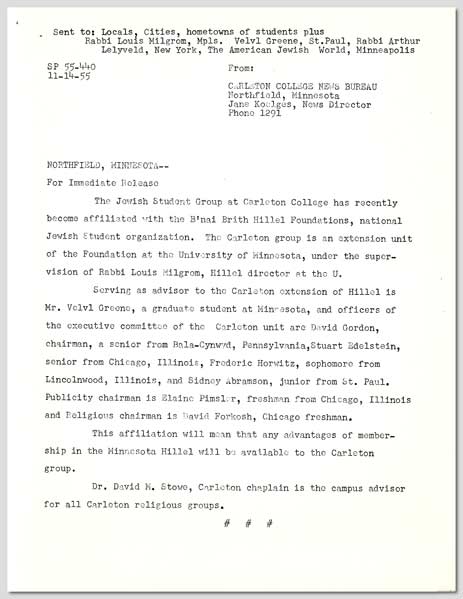 Sent to: Locals, Cities, hometowns of students plus
Rabbi Louis Milgrom, Mpls. Velvl Greene, St.Paul, Rabbi Arthur
Lelyveld, New York, The American Jewish World, Minneapolis
SP 55-440
11-14-55
From:
CARLETON COLLEGE NEWS BUREAU
Northfield, Minnesota
Jane Koelges, News Director
Phone 1291
NORTHFIELD, MINNESOTA--
For Immediate Release
The Jewish Student Group at Carleton College has recently
become affiliated with the B'nai Brith Hillel Foundations, national
Jewish Student organization. The Carleton group is an extension unit
of the Foundation at the University of Minnesota, under the super-
vision of Rabbi Louis Milgrom, Hillel director at the U.
Serving as advisor to the Carleton extension of Hillel is
Mr. Velvl Greene, a graduate student at Minnesota, and officers of
the executive committee of the Carleton unit are David Gordon,
chairman, a senior from Bala-Cynwyd, Pennsylvania,Stuart Edelstein,
senior from Chicago, Illinois, Frederic Horwitz, sophomore from
Lincolnwood, Illinois, and Sidney Abramson, junior from St. Paul.
Publicity chairman is Elaine Pimsler, freshman from Chicago, Illinois
and Religious chairman is David Forkosh, Chicago freshman.
This affiliation will mean that any advantages of member-
ship in the Minnesota Hillel will be available to the Carleton
group.
Dr. David M. Stowe, Carleton chaplain is the campus advisor
for all Carleton religious groups.
# # #